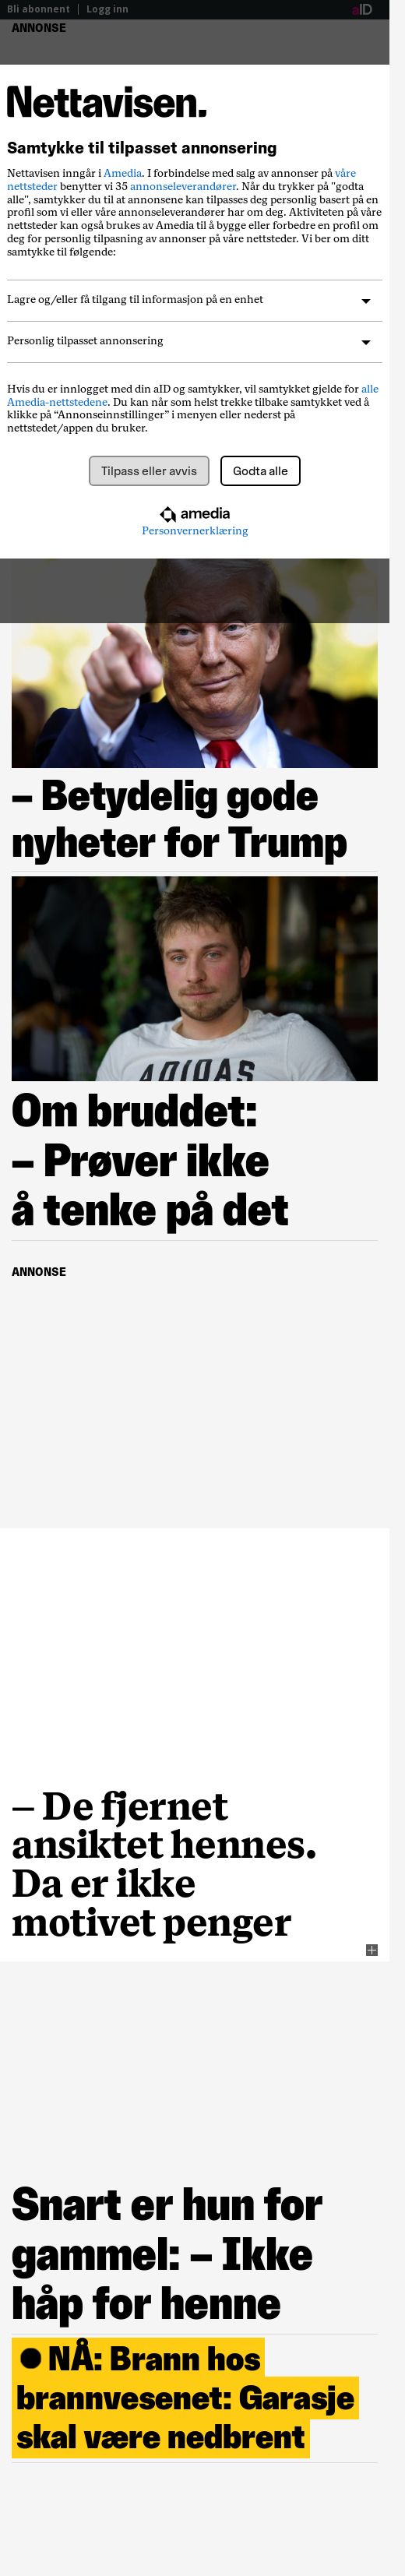 Bli abonnent | Logg inn aID
ANNONSE
Nettavisen.
Samtykke til tilpasset annonsering
Nettavisen inngår i Amedia. I forbindelse med salg av annonser på våre
nettsteder benytter vi 35 annonseleverandører. Når du trykker på "godta
alle", samtykker du til at annonsene kan tilpasses deg personlig basert på en
profil som vi eller våre annonseleverandører har om deg. Aktiviteten på våre
nettsteder kan også brukes av Amedia til å bygge eller forbedre en profil om
deg for personlig tilpasning av annonser på våre nettsteder. Vi ber om ditt
samtykke til følgende:
Lagre og/eller få tilgang til informasjon på en enhet
Personlig tilpasset annonsering
Hvis du er innlogget med din aID og samtykker, vil samtykket gjelde for alle
Amedia-nettstedene. Du kan når som helst trekke tilbake samtykket ved å
klikke på “Annonseinnstillinger” i menyen eller nederst på
nettstedet/appen du bruker.
Tilpass eller avvis Godta alle
amedia
Personvernerklæring
– Betydelig gode
nyheter for Trump
ADIDAS
Om bruddet:
– Prøver ikke
å tenke på det
ANNONSE
– De fjernet
ansiktet hennes.
Da er ikke
motivet penger
Snart er hun for
gammel: – Ikke
håp for henne
NÅ: Brann hos
brannvesenet: Garasje
skal være nedbrent